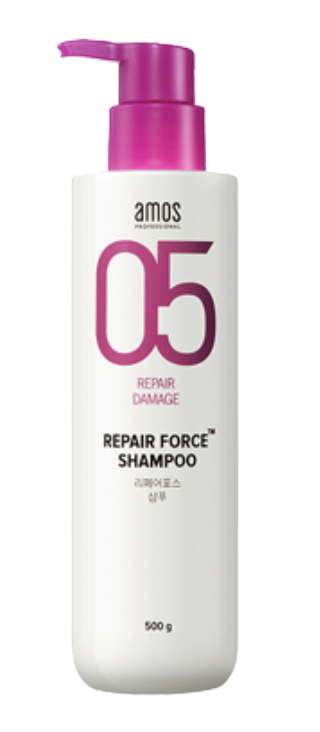 amos
PROFESSIONAL
05
REPAIR
DAMAGE
REPAIR FORCE™
SHAMPOO
리페어포스
샴푸
500 g